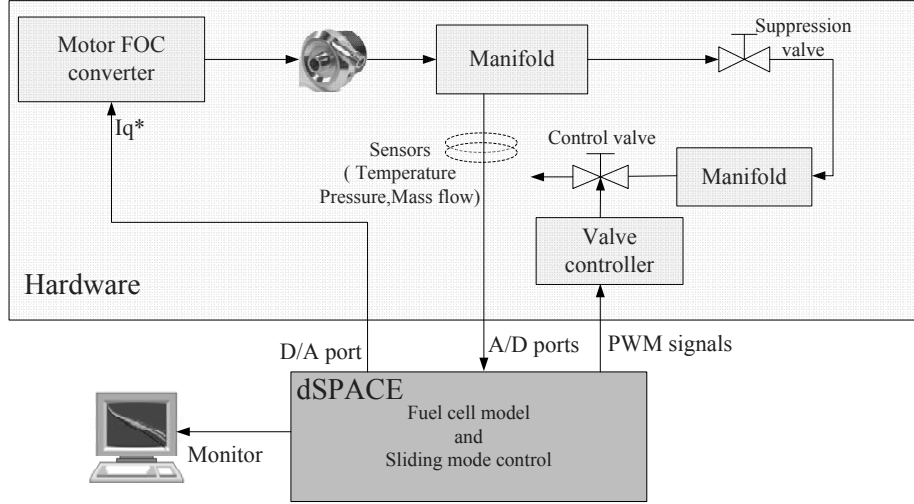 Motor FOC
converter
Manifold
Suppression
valve
Iq*
Sensors
( Temperature
Pressure,Mass flow)
Control valve
Manifold
Valve
controller
Hardware
D/A port
A/D ports
PWM signals
dSPACE
Fuel cell model
and
Sliding mode control
Monitor